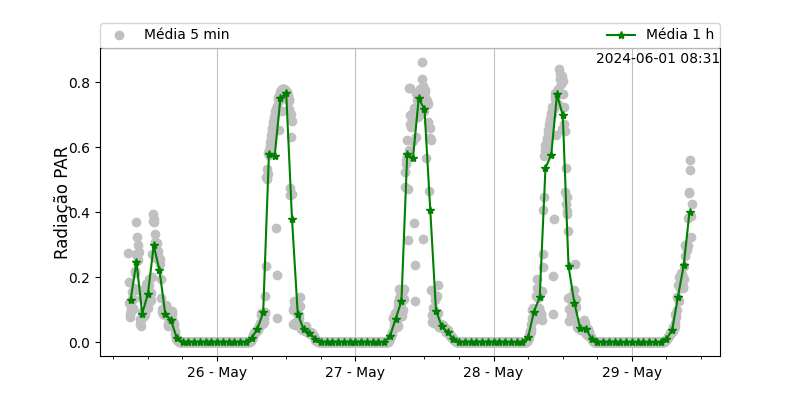 Média 5 min
Média 1 h
2024-06-01 08:31
Radiação PAR
0.8
0.6
0.4
0.2
0.0
26 - May
27 - May
28 - May
29 - May